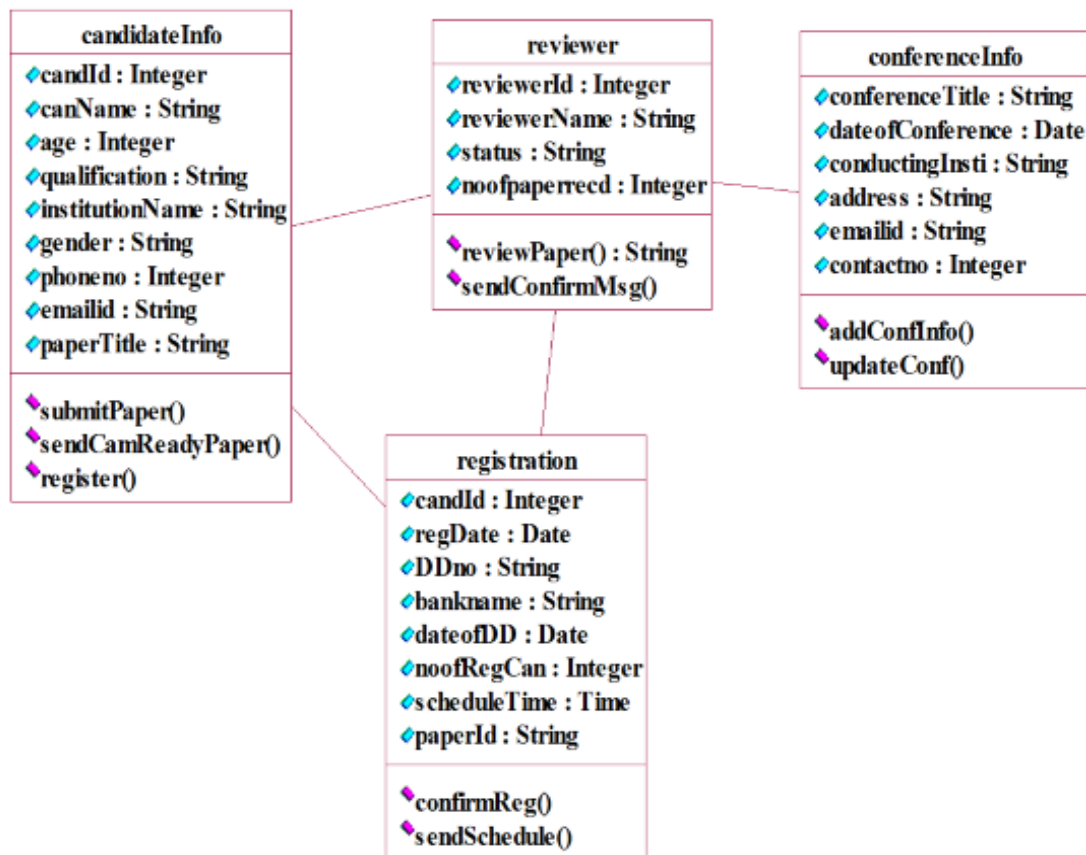 candidateInfo
candId : Integer
canName : String
age : Integer
qualification : String
institutionName : String
gender : String
phoneno : Integer
emailid : String
paperTitle : String
submitPaper()
sendCamReadyPaper()
register()
reviewer
reviewerId : Integer
reviewerName : String
status : String
noofpaperrecd : Integer
reviewPaper() : String
sendConfirmMsg()
conferenceInfo
conferenceTitle : String
dateofConference : Date
conductingInsti : String
address : String
emailid : String
contactno : Integer
addConfInfo()
updateConf()
registration
candId : Integer
regDate : Date
DDno : String
bankname : String
dateofDD : Date
noofRegCan : Integer
scheduleTime : Time
paperId : String
confirmReg()
sendSchedule()